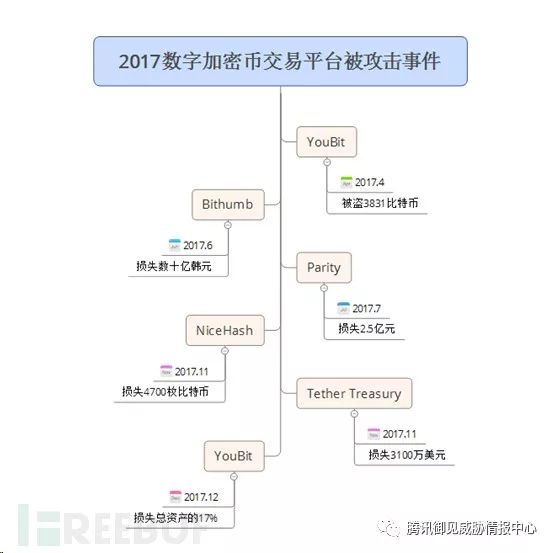 2017数字加密币交易平台被攻击事件
YouBit
2017.4
被盗3831比特币
Bithumb
2017.6
损失数十亿韩元
Parity
2017.7
损失2.5亿元
NiceHash
2017.11
损失4700枚比特币
Tether Treasury
2017.11
损失3100万美元
YouBit
2017.12
损失总资产的17%
FREEBUF
腾讯御见威胁情报中心